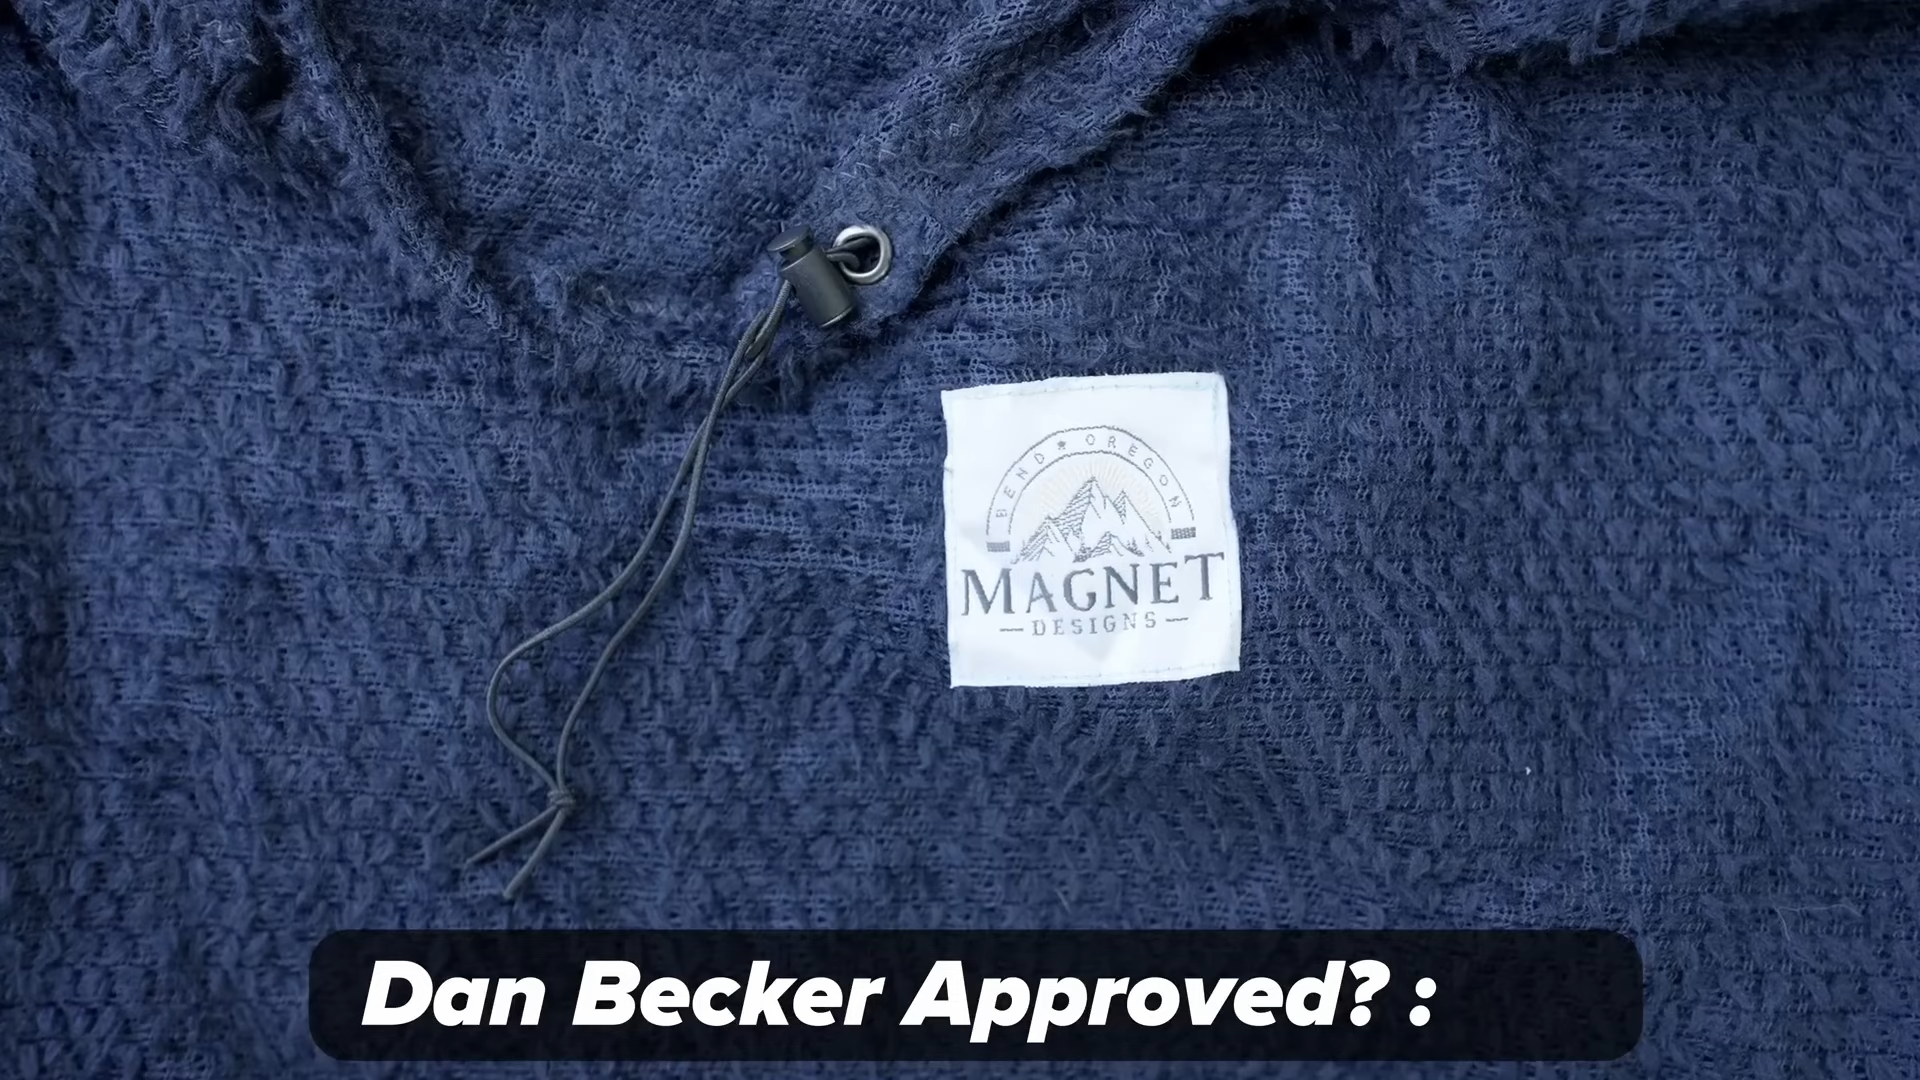 BEND ★ OREGON
MAGNET
— DESIGNS —
Dan Becker Approved? :